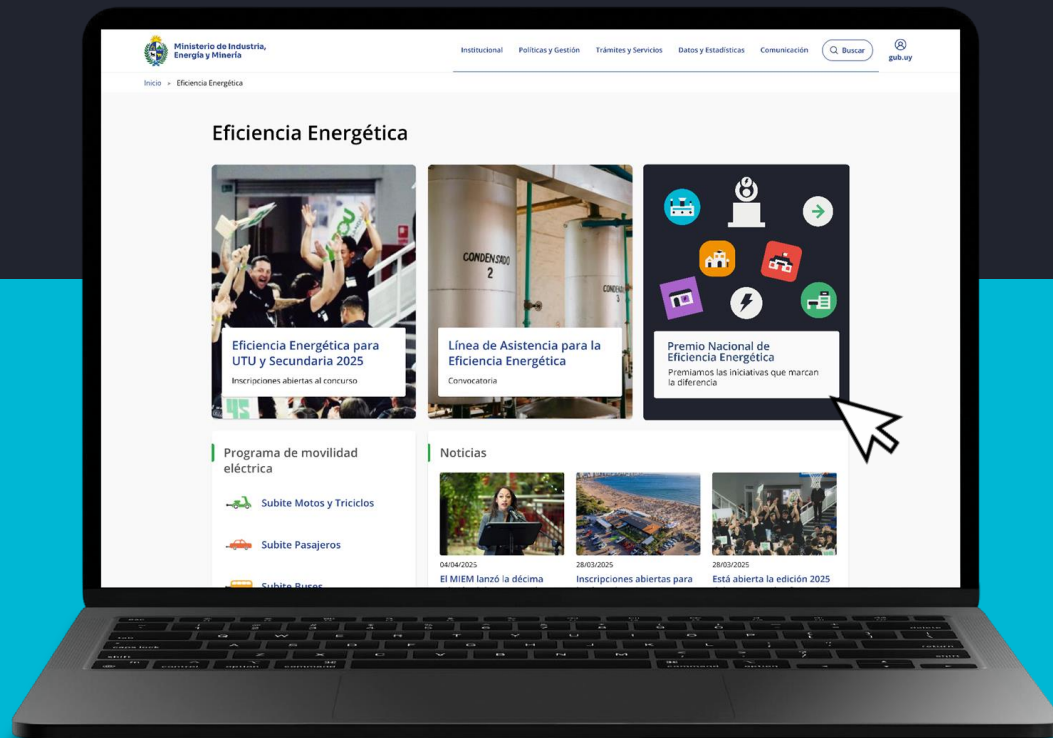 Ministerio de Industria,
Energía y Minería
Institucional
Políticas y Gestión
Trámites y Servicios
Datos y Estadísticas
Comunicación
Buscar
gub.uy
Inicio » Eficiencia Energética
Eficiencia Energética
CONDENSADO
2
3
Eficiencia Energética para
UTU y Secundaria 2025
Inscripciones abiertas al concurso
Línea de Asistencia para la
Eficiencia Energética
Convocatoria
Premio Nacional de
Eficiencia Energética
Premiamos las iniciativas que marcan
la diferencia
Programa de movilidad
eléctrica
Subite Motos y Triciclos
Subite Pasajeros
Subite Buses
Noticias
04/04/2025
El MIEM lanzó la décima
28/03/2025
Inscripciones abiertas para
28/03/2025
Está abierta la edición 2025